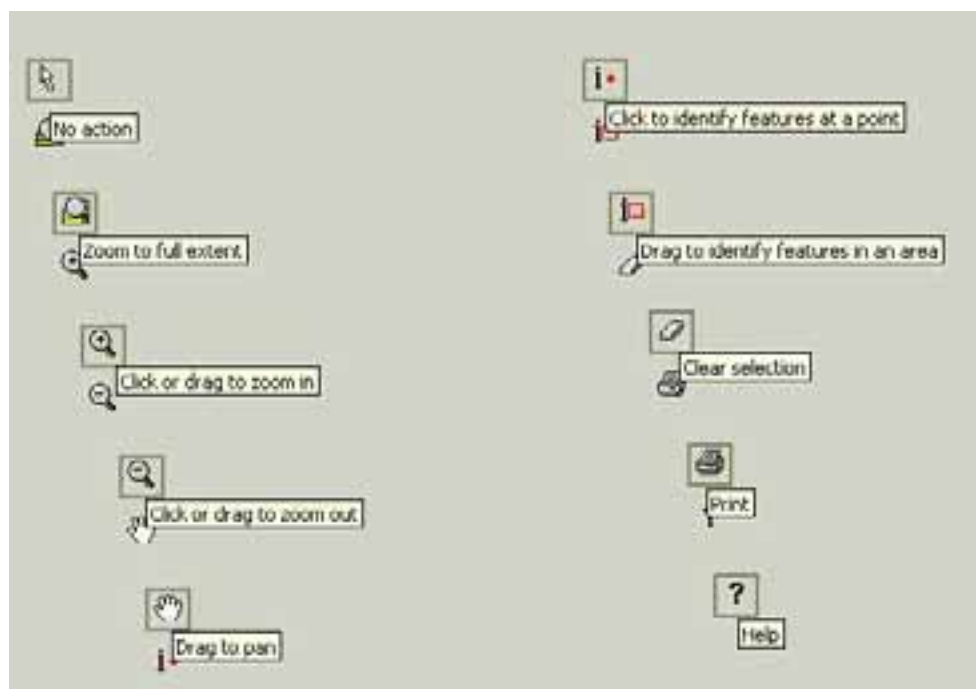 No action
Zoom to full extent
Click or drag to zoom in
Click or drag to zoom out
Drag to pan
i
Click to identify features at a point
i
Drag to identify features in an area
Clear selection
Print
?
Help